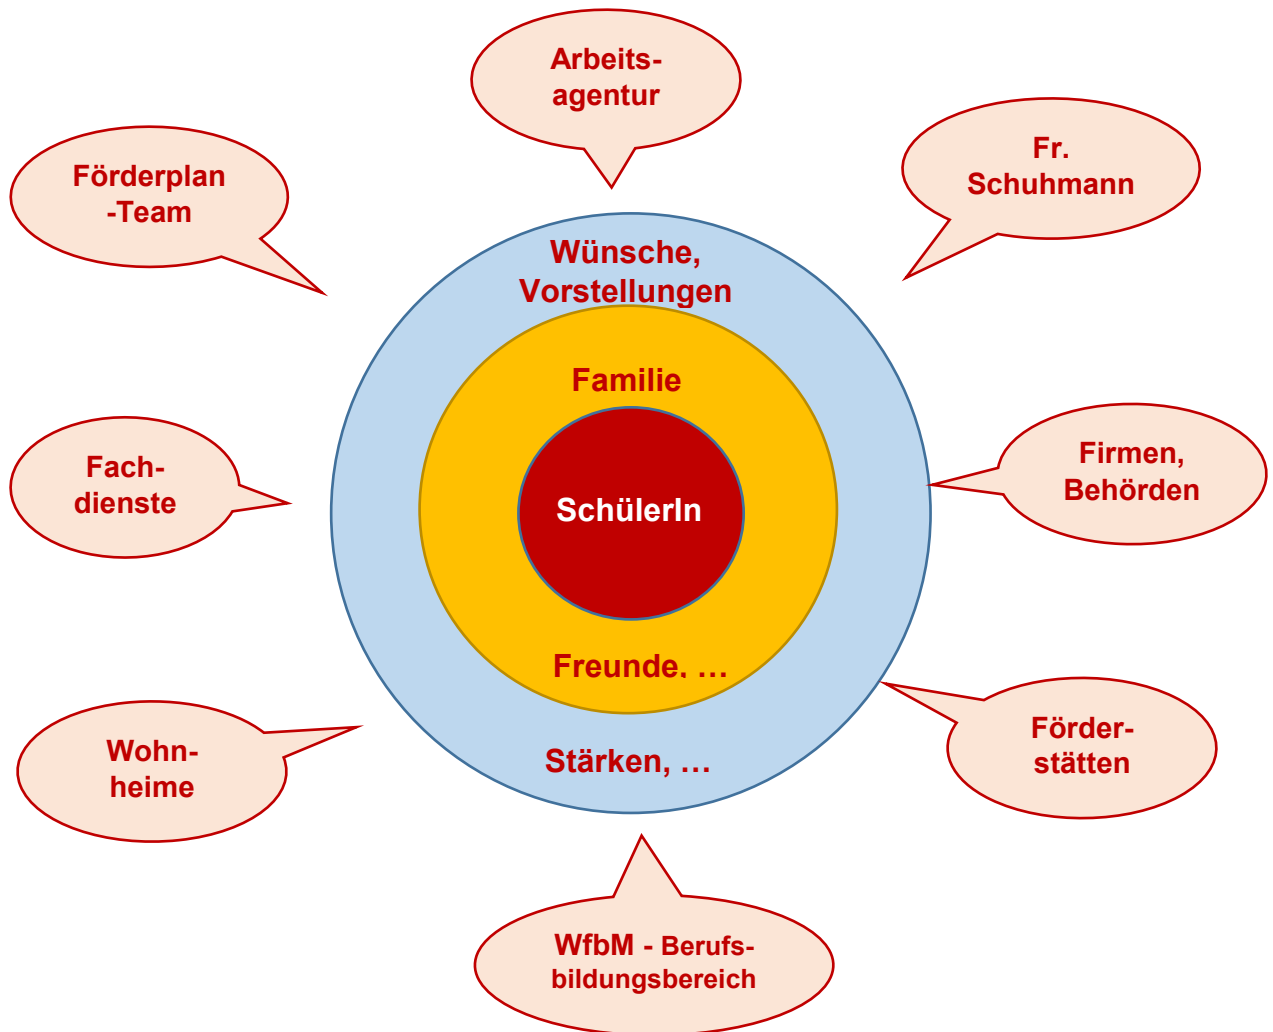 Arbeits-
agentur
Fr.
Schuhmann
Förderplan
-Team
Wünsche,
Vorstellungen
Familie
SchülerIn
Freunde, …
Stärken, …
Fach-
dienste
Firmen,
Behörden
Wohn-
heime
Förder-
stätten
WfbM - Berufs-
bildungsbereich